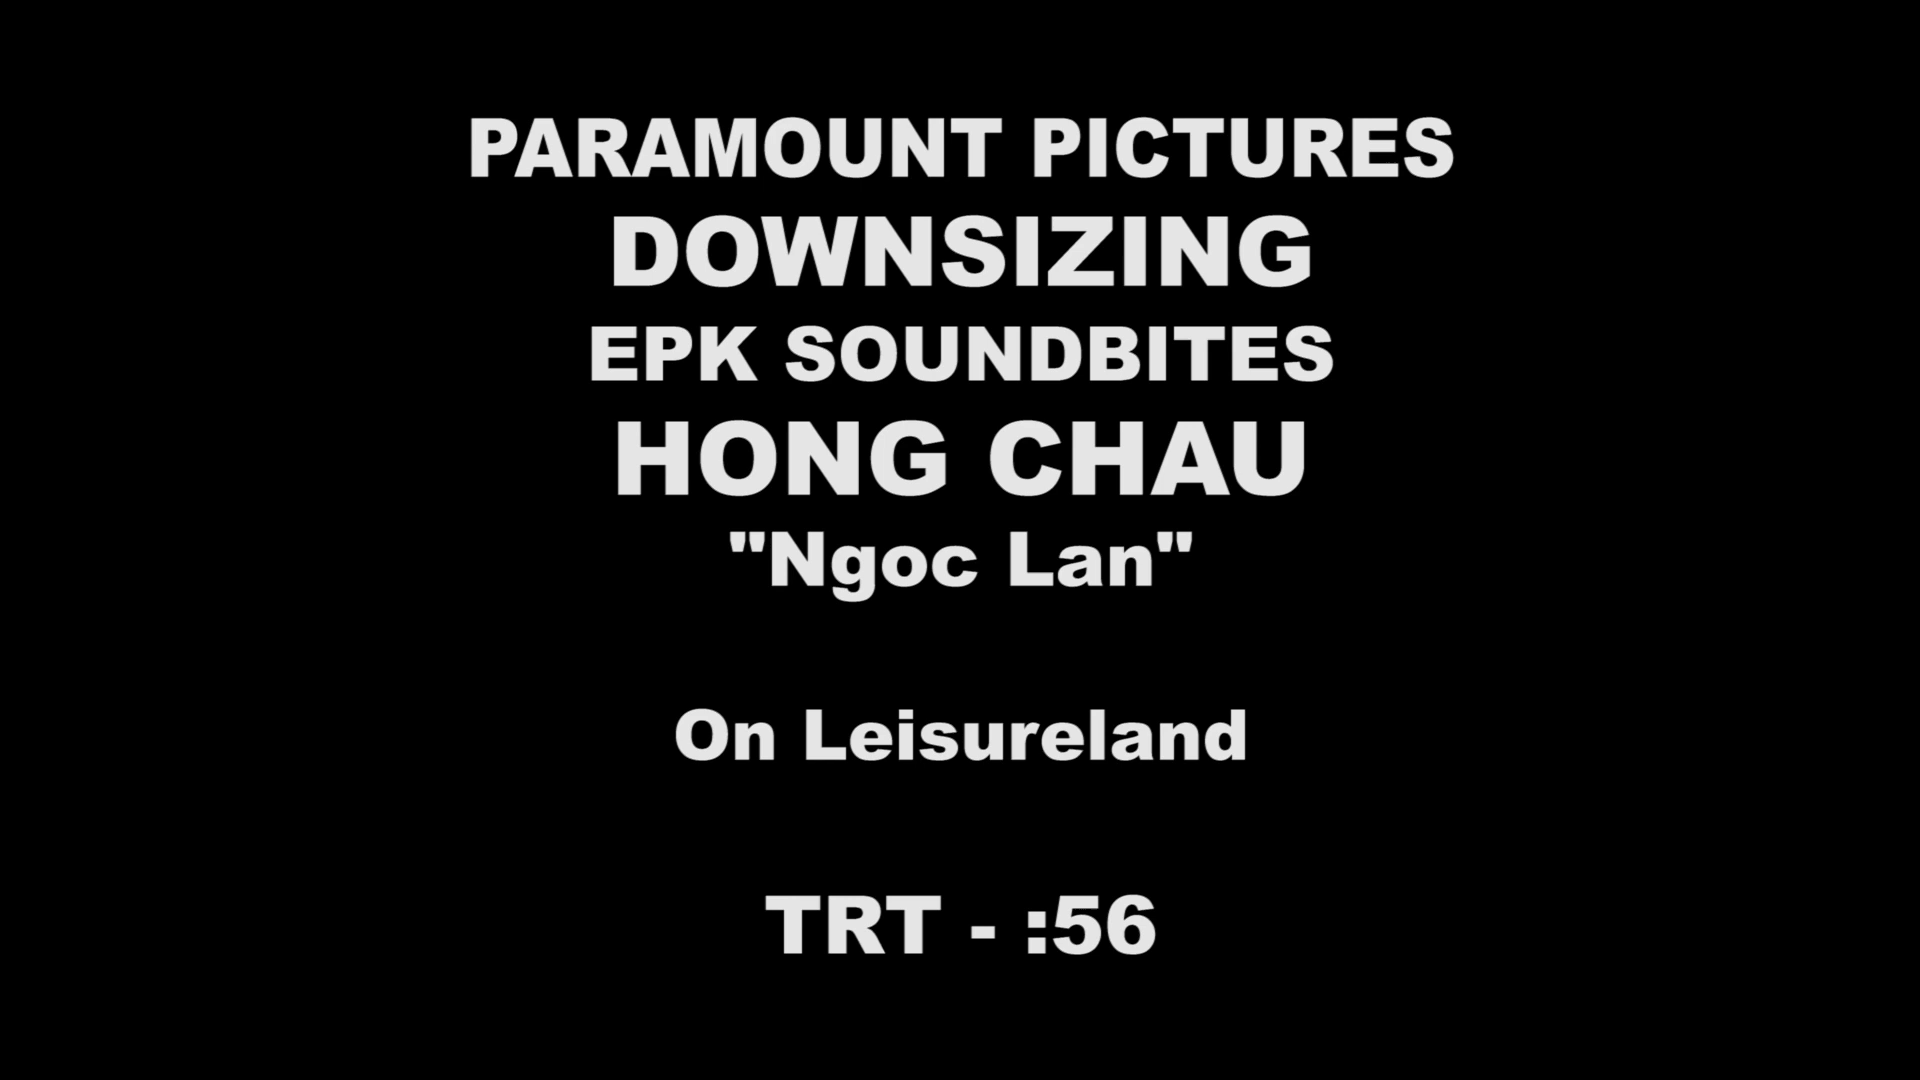 PARAMOUNT PICTURES
DOWNSIZING
EPK SOUNDBITES
HONG CHAU
"Ngoc Lan"
On Leisureland
TRT - :56